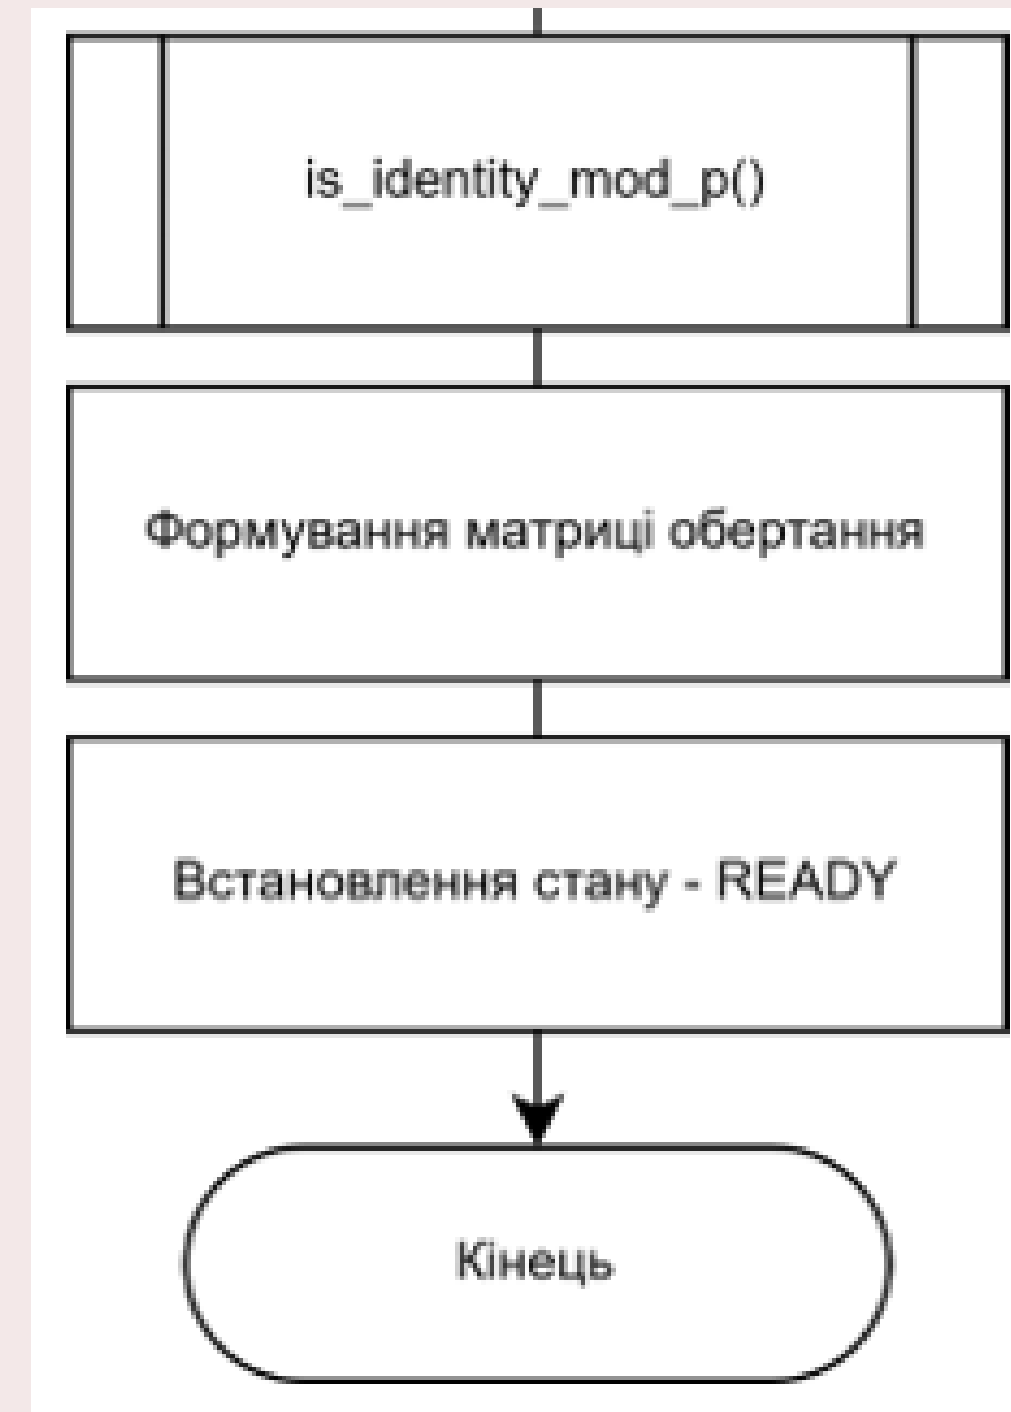 is_identity_mod_p()
Формування матриці обертання
Встановлення стану - READY
Кінець